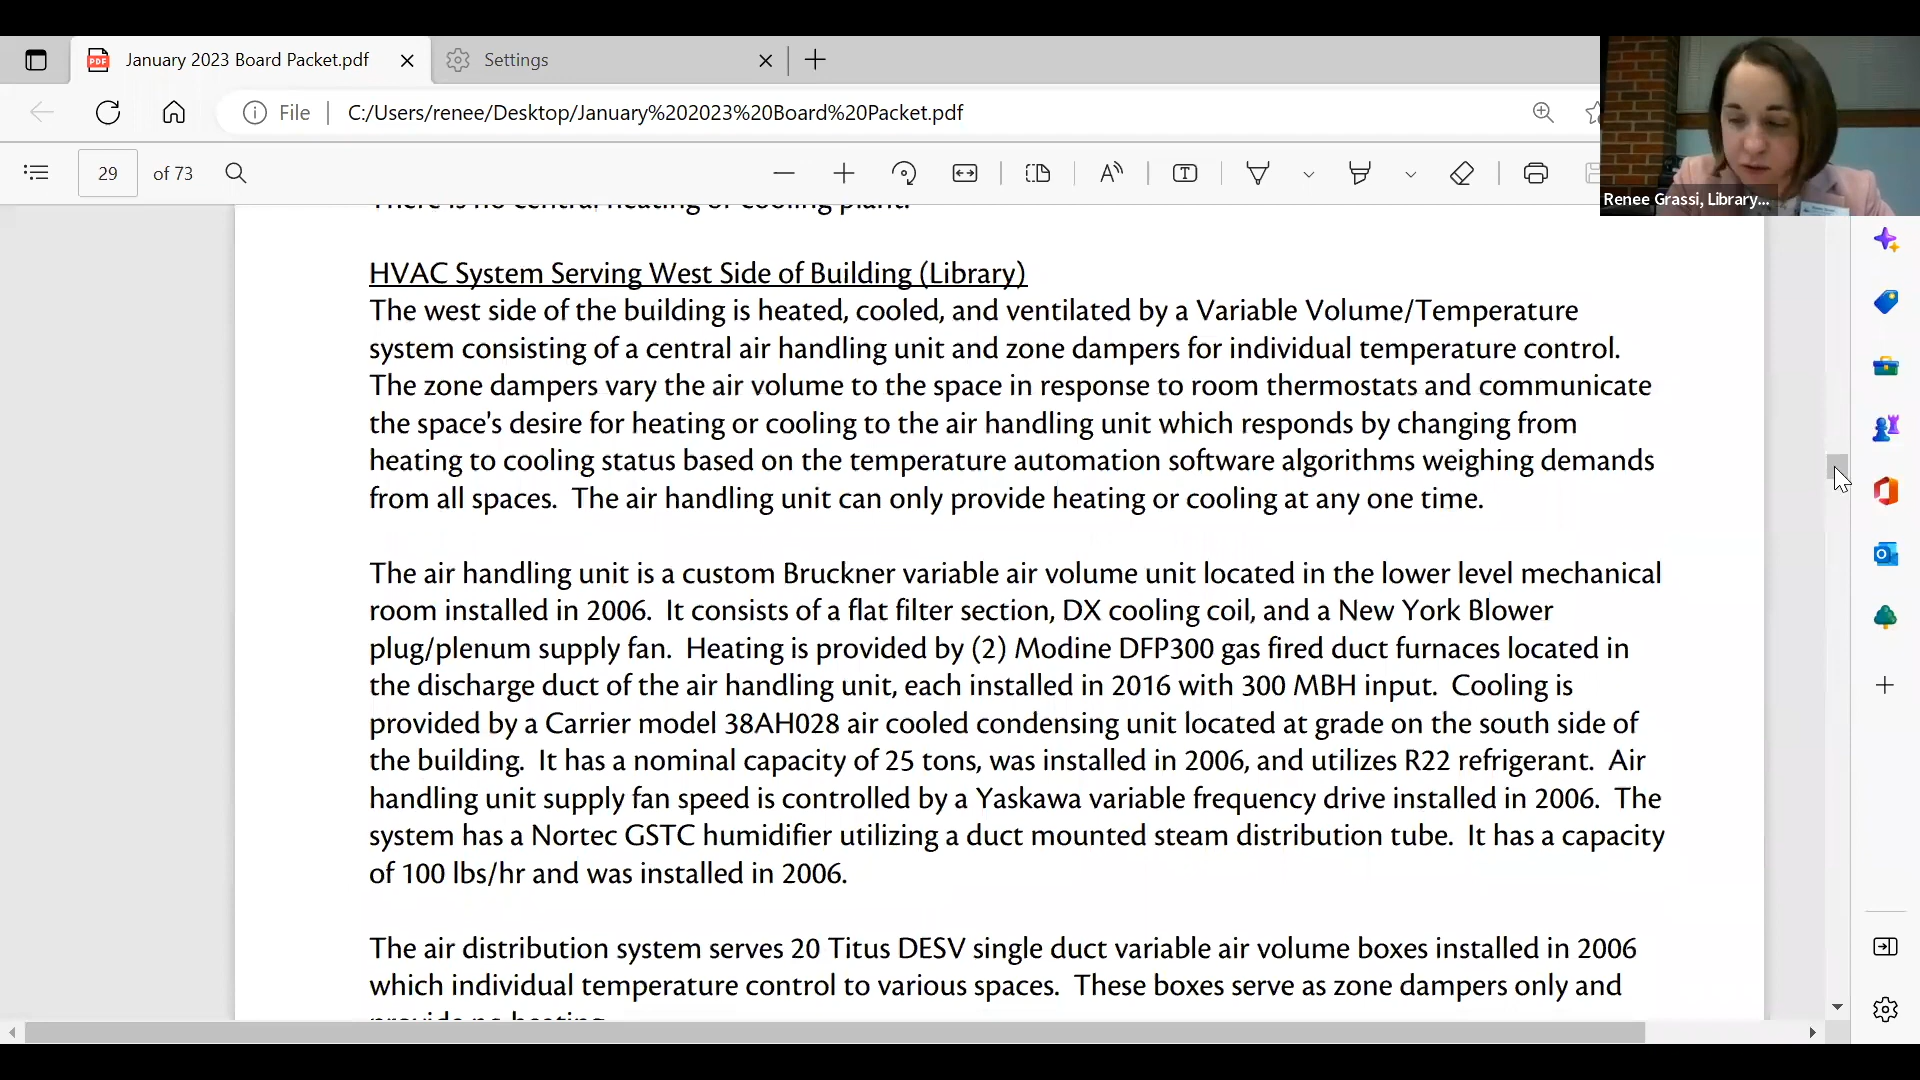 January 2023 Board Packet.pdf
Settings
File
C:/Users/renee/Desktop/January%202023%20Board%20Packet.pdf
29 of 73
Renee Grassi, Library...
There is no central heating or cooling plant.
HVAC System Serving West Side of Building (Library)
The west side of the building is heated, cooled, and ventilated by a Variable Volume/Temperature
system consisting of a central air handling unit and zone dampers for individual temperature control.
The zone dampers vary the air volume to the space in response to room thermostats and communicate
the space's desire for heating or cooling to the air handling unit which responds by changing from
heating to cooling status based on the temperature automation software algorithms weighing demands
from all spaces.  The air handling unit can only provide heating or cooling at any one time.
The air handling unit is a custom Bruckner variable air volume unit located in the lower level mechanical
room installed in 2006.  It consists of a flat filter section, DX cooling coil, and a New York Blower
plug/plenum supply fan.  Heating is provided by (2) Modine DFP300 gas fired duct furnaces located in
the discharge duct of the air handling unit, each installed in 2016 with 300 MBH input.  Cooling is
provided by a Carrier model 38AH028 air cooled condensing unit located at grade on the south side of
the building.  It has a nominal capacity of 25 tons, was installed in 2006, and utilizes R22 refrigerant.  Air
handling unit supply fan speed is controlled by a Yaskawa variable frequency drive installed in 2006.  The
system has a Nortec GSTC humidifier utilizing a duct mounted steam distribution tube.  It has a capacity
of 100 lbs/hr and was installed in 2006.
The air distribution system serves 20 Titus DESV single duct variable air volume boxes installed in 2006
which individual temperature control to various spaces.  These boxes serve as zone dampers only and
provide no heating.